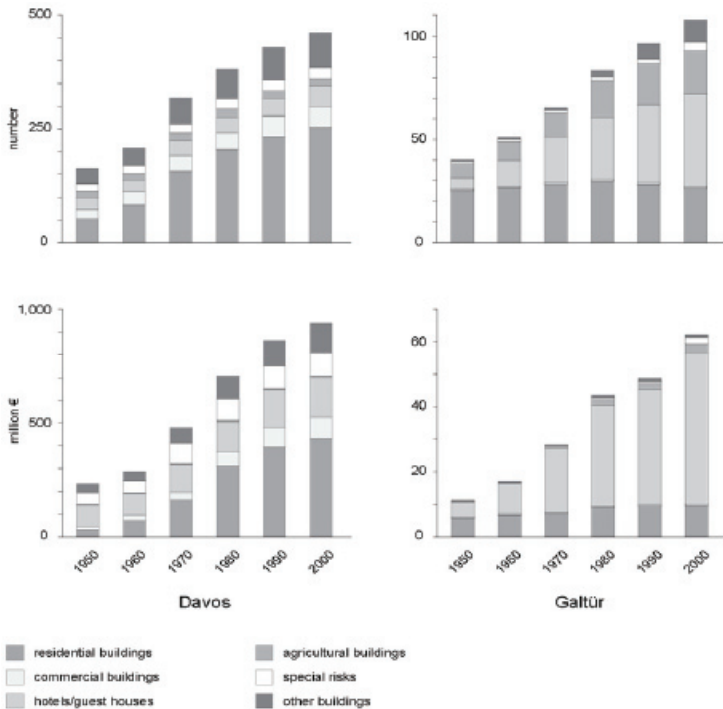 500
250
0
number
100
50
0
1,000
500
0
million €
60
40
20
0
1950
1960
1970
1980
1990
2000
1950
1960
1970
1980
1990
2000
Davos
Galtür
residential buildings
agricultural buildings
commercial buildings
special risks
hotels/guest houses
other buildings